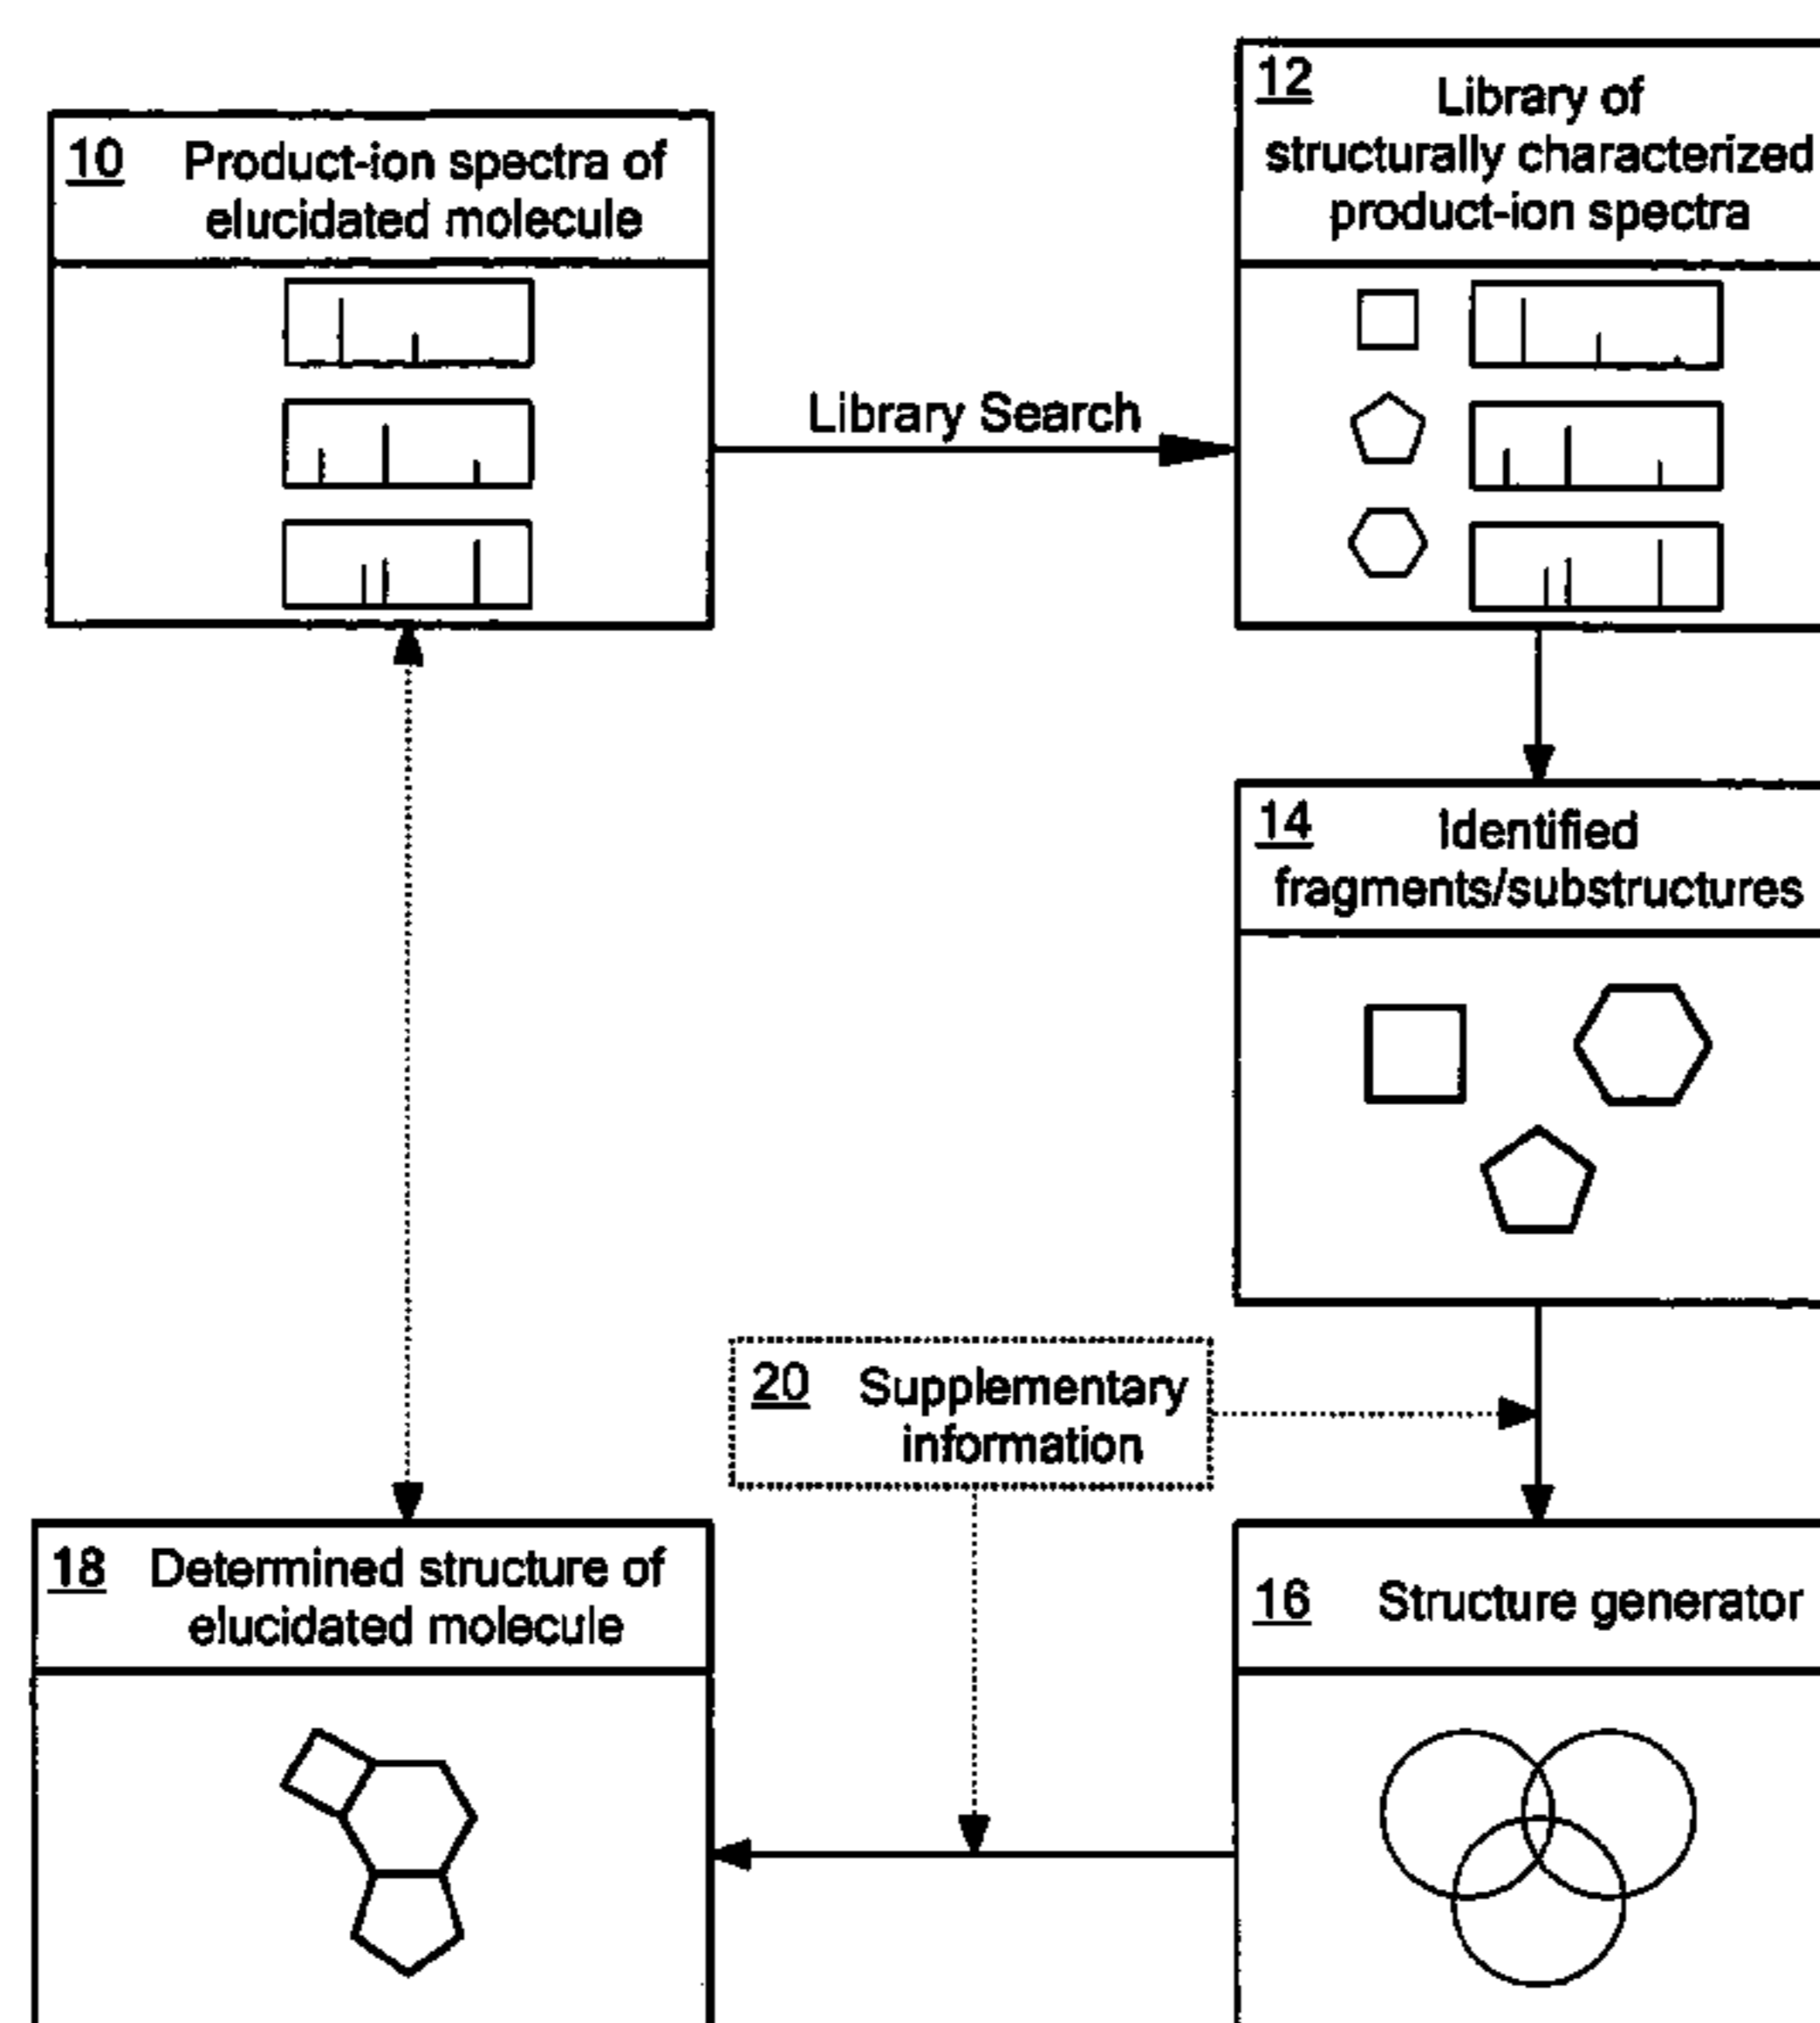 10 Product-ion spectra of
elucidated molecule
Library Search
12 Library of
structurally characterized
product-ion spectra
14 Identified
fragments/substructures
20 Supplementary
information
16 Structure generator
18 Determined structure of
elucidated molecule